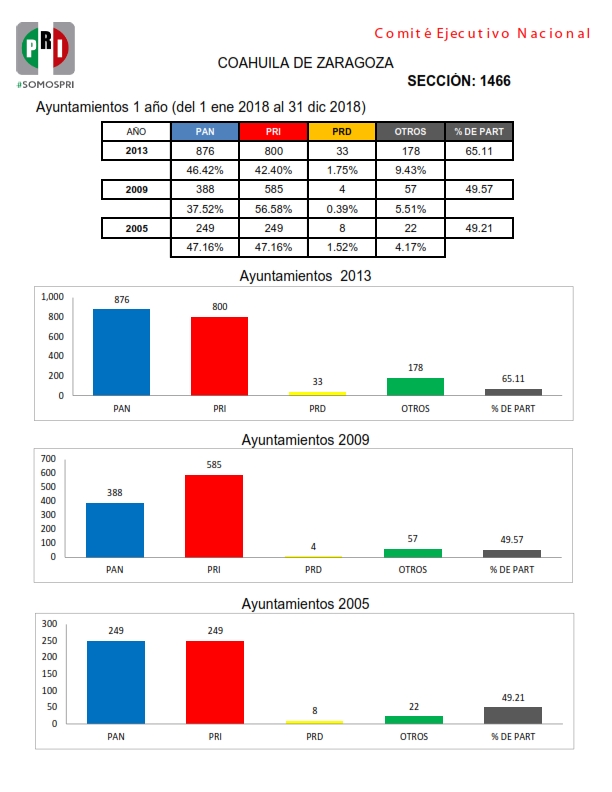 PRI
#SOMOSPRI
Comité Ejecutivo Nacional
COAHUILA DE ZARAGOZA
SECCIÓN: 1466
Ayuntamientos 1 año (del 1 ene 2018 al 31 dic 2018)
AÑO PAN PRI PRD OTROS % DE PART
2013 876 800 33 178 65.11
46.42% 42.40% 1.75% 9.43%
2009 388 585 4 57 49.57
37.52% 56.58% 0.39% 5.51%
2005 249 249 8 22 49.21
47.16% 47.16% 1.52% 4.17%
Ayuntamientos 2013
1,000
800
600
400
200
0
876 800 33 178 65.11
PAN PRI PRD OTROS % DE PART
Ayuntamientos 2009
700
600
500
400
300
200
100
0
388 585 4 57 49.57
PAN PRI PRD OTROS % DE PART
Ayuntamientos 2005
300
250
200
150
100
50
0
249 249 8 22 49.21
PAN PRI PRD OTROS % DE PART